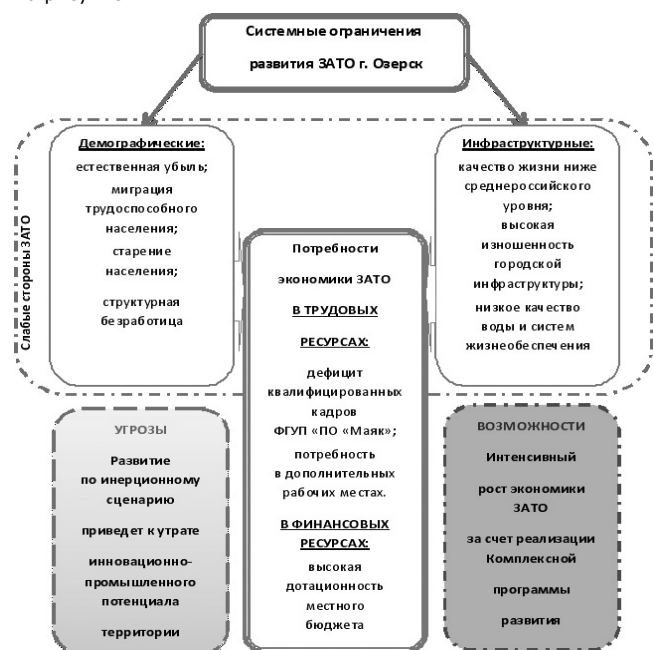 Системные ограничения
развития ЗАТО г. Озерск
Слабые стороны ЗАТО
Демографические:
естественная убыль;
миграция
трудоспособного
населения;
старение
населения;
структурная
безработица
Инфраструктурные:
качество жизни ниже
среднероссийского
уровня;
высокая
изношенность
городской
инфраструктуры;
низкое качество
воды и систем
жизнеобеспечения
Потребности
экономики ЗАТО
В ТРУДОВЫХ
РЕСУРСАХ:
дефицит
квалифицированных
кадров
ФГУП «ПО «Маяк»;
потребность
в дополнительных
рабочих местах.
В ФИНАНСОВЫХ
РЕСУРСАХ:
высокая
дотационность
местного
бюджета
УГРОЗЫ
Развитие
по инерционному
сценарию
приведет к утрате
инновационно-
промышленного
потенциала
территории
ВОЗМОЖНОСТИ
Интенсивный
рост экономики
ЗАТО
за счет реализации
Комплексной
программы
развития